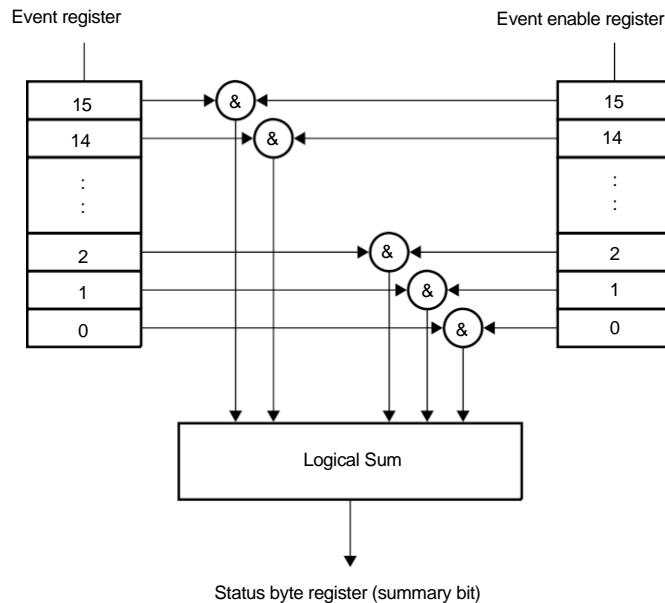 Event register
Event enable register
15 & 15
14 & 14
: :
: :
2 & 2
1 & 1
0 & 0
Logical Sum
Status byte register (summary bit)